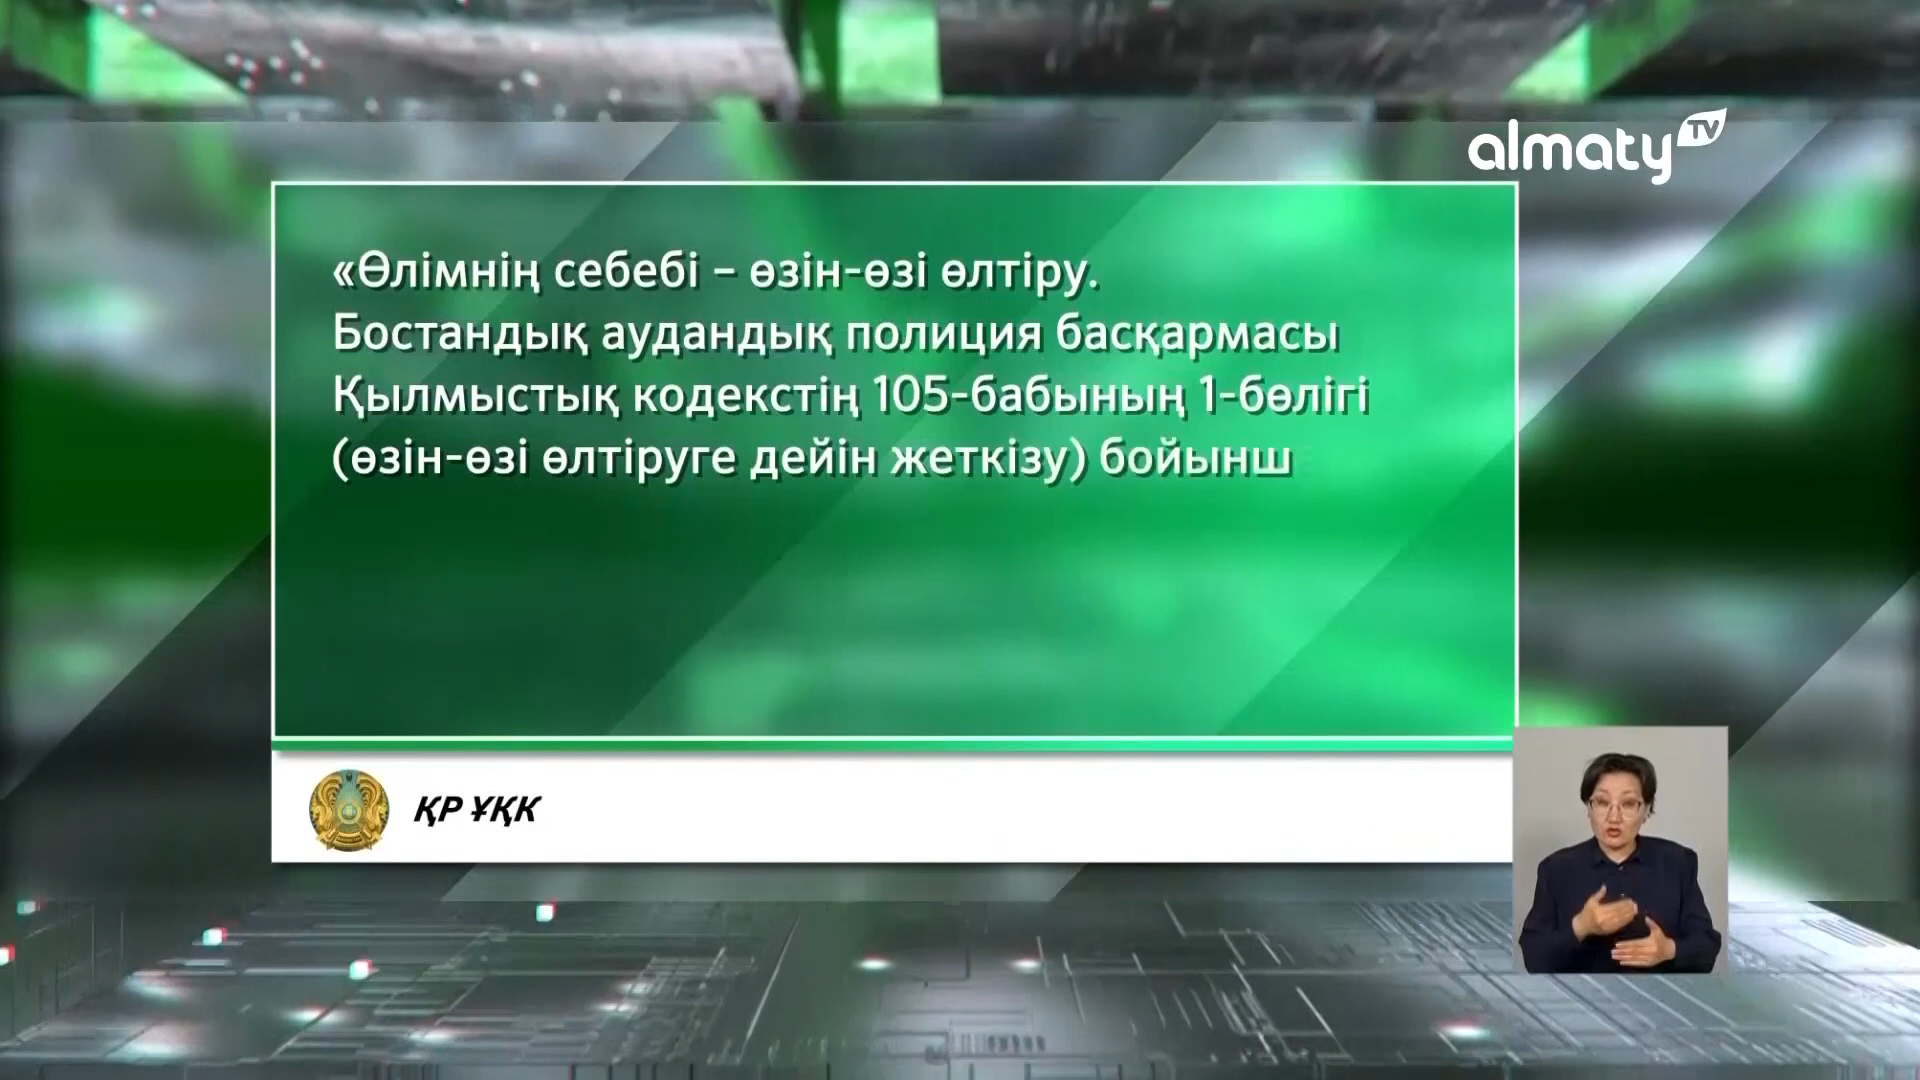 almaty TV
«Өлімнің себебі – өзін-өзі өлтіру.
Бостандық аудандық полиция басқармасы
Қылмыстық кодекстің 105-бабының 1-бөлігі
(өзін-өзі өлтіруге дейін жеткізу) бойынш
ҚР ҰҚК